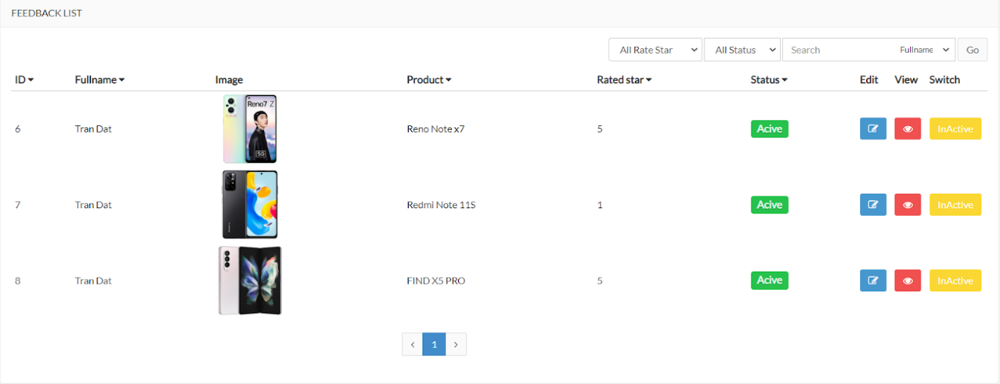 FEEDBACK LIST
All Rate Star All Status Search Fullname Go
ID Fullname Image Product Rated star Status Edit View Switch
Reno7 Z
5G
6 Tran Dat Reno Note x7 5 Acive InActive
7 Tran Dat Redmi Note 11S 1 Acive InActive
8 Tran Dat FIND X5 PRO 5 Acive InActive
1